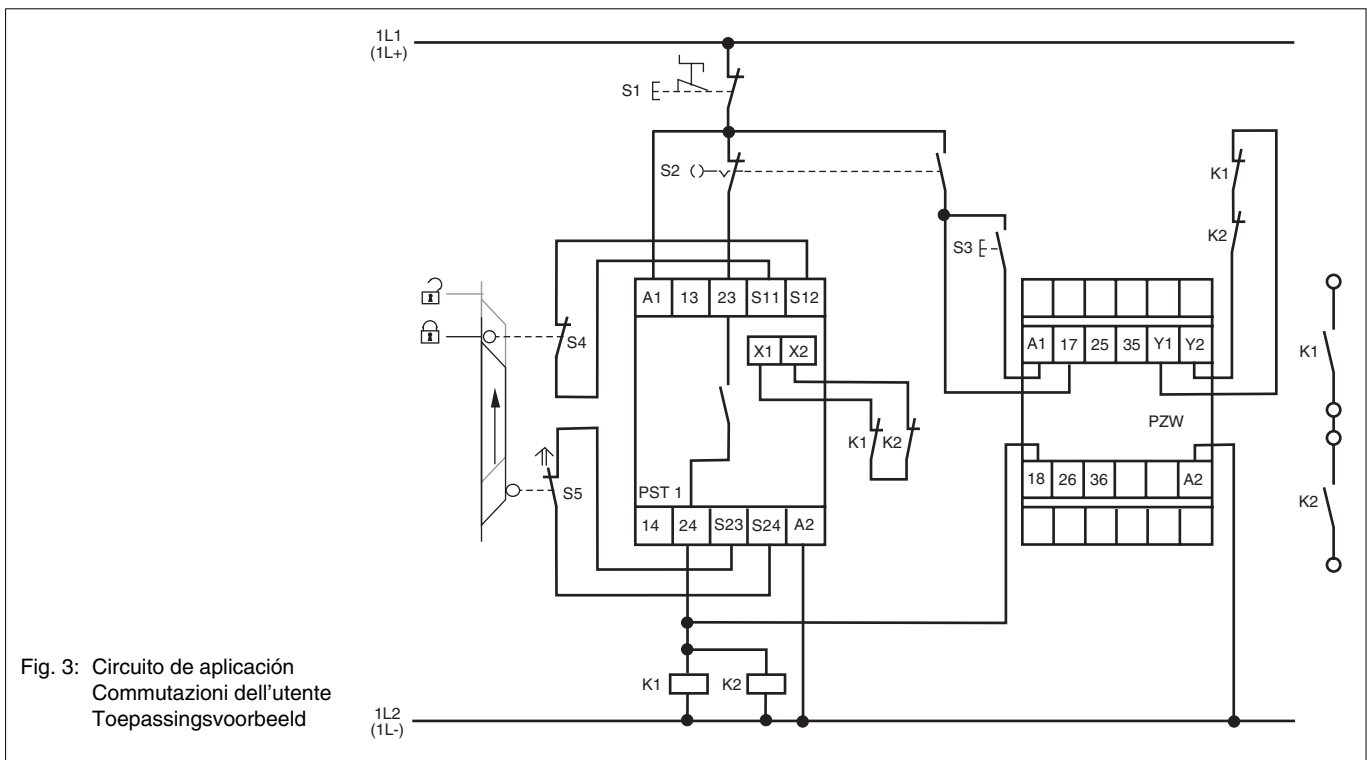 1L1
(1L+)
S1
S2
K1
K2
S3
A1 13 23 S11 S12
S4
X1 X2
A1 17 25 35 Y1 Y2
K1
PZW
K1 K2
18 26 36 A2
S5
PST 1
K2
14 24 S23 S24 A2
Fig. 3: Circuito de aplicación
Commutazioni dell'utente
Toepassingsvoorbeeld
K1 K2
1L2
(1L-)